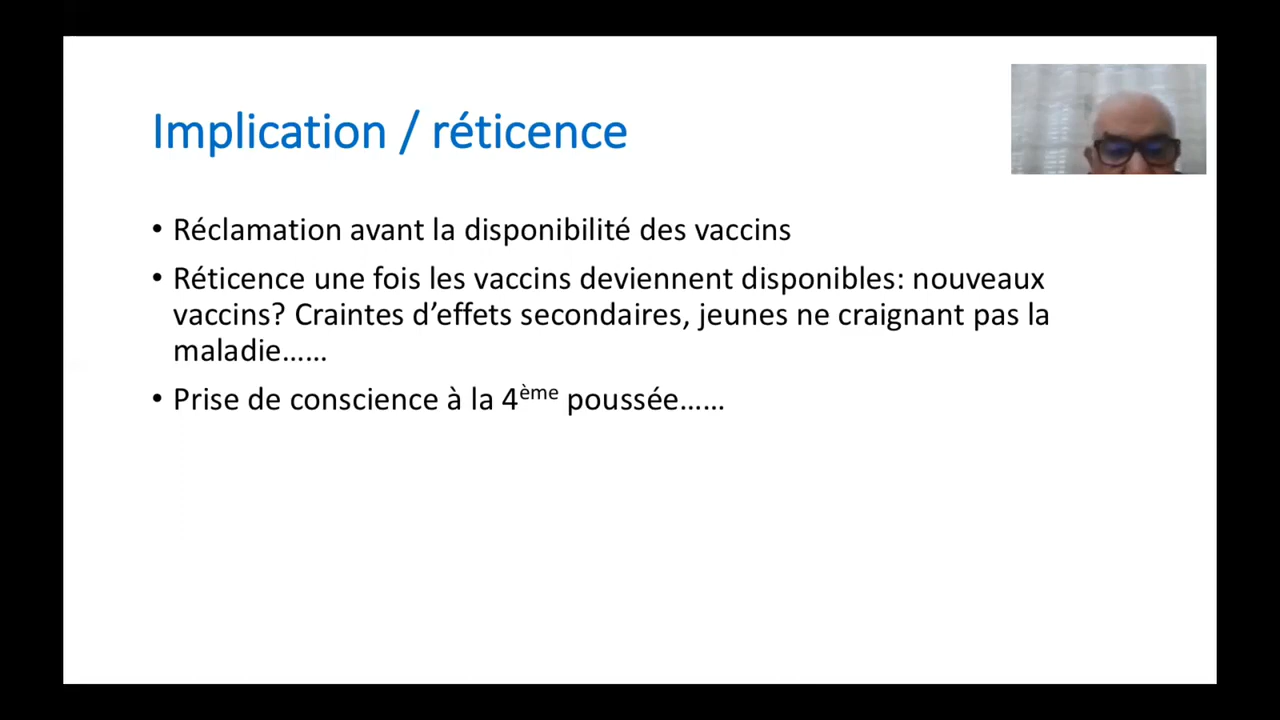 Implication / réticence
• Réclamation avant la disponibilité des vaccins
• Réticence une fois les vaccins deviennent disponibles: nouveaux
vaccins? Craintes d’effets secondaires, jeunes ne craignant pas la
maladie……
• Prise de conscience à la 4ème poussée……